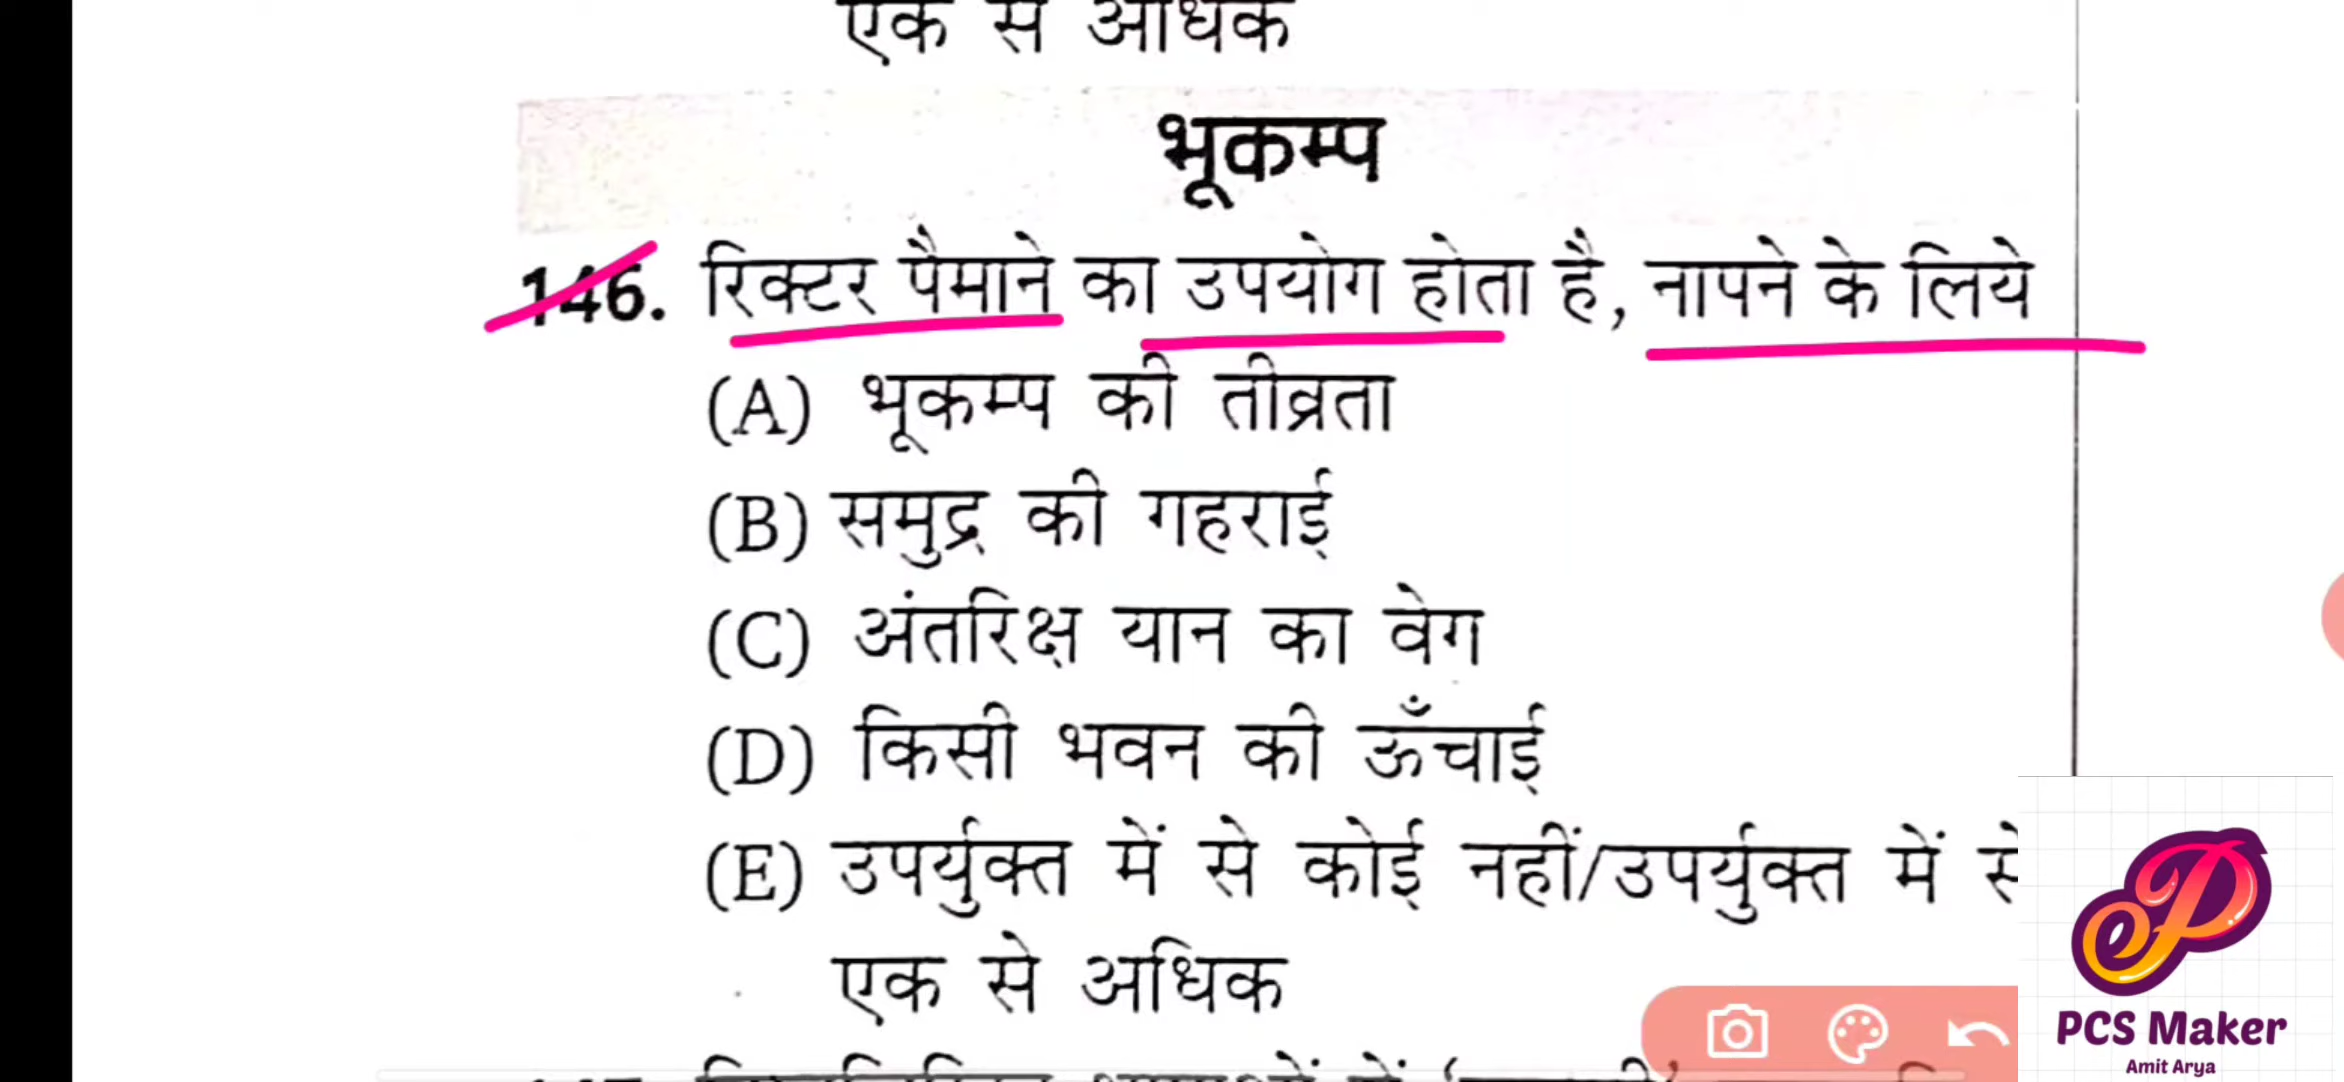 एक से अधिक
भूकम्प
146. रिक्टर पैमाने का उपयोग होता है, नापने के लिये
(A) भूकम्प की तीव्रता
(B) समुद्र की गहराई
(C) अंतरिक्ष यान का वेग
(D) किसी भवन की ऊँचाई
(E) उपर्युक्त में से कोई नहीं/उपर्युक्त में से
एक से अधिक
PCS Maker
Amit Arya